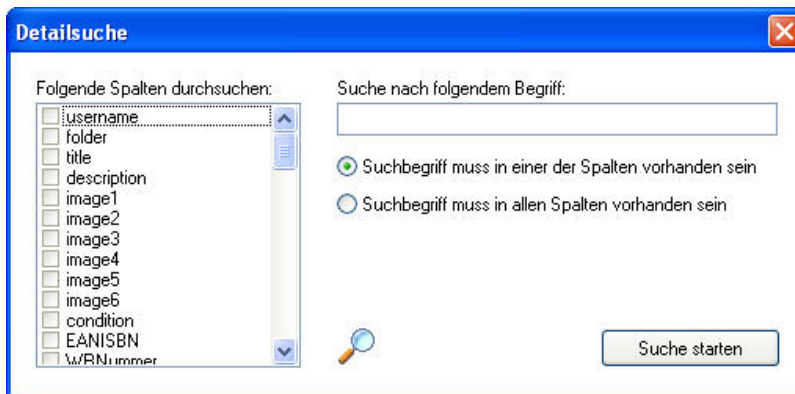 Detailsuche
Folgende Spalten durchsuchen:
username
folder
title
description
image1
image2
image3
image4
image5
image6
condition
EANISBN
WBNummer
Suche nach folgendem Begriff:
Suchbegriff muss in einer der Spalten vorhanden sein
Suchbegriff muss in allen Spalten vorhanden sein
Suche starten